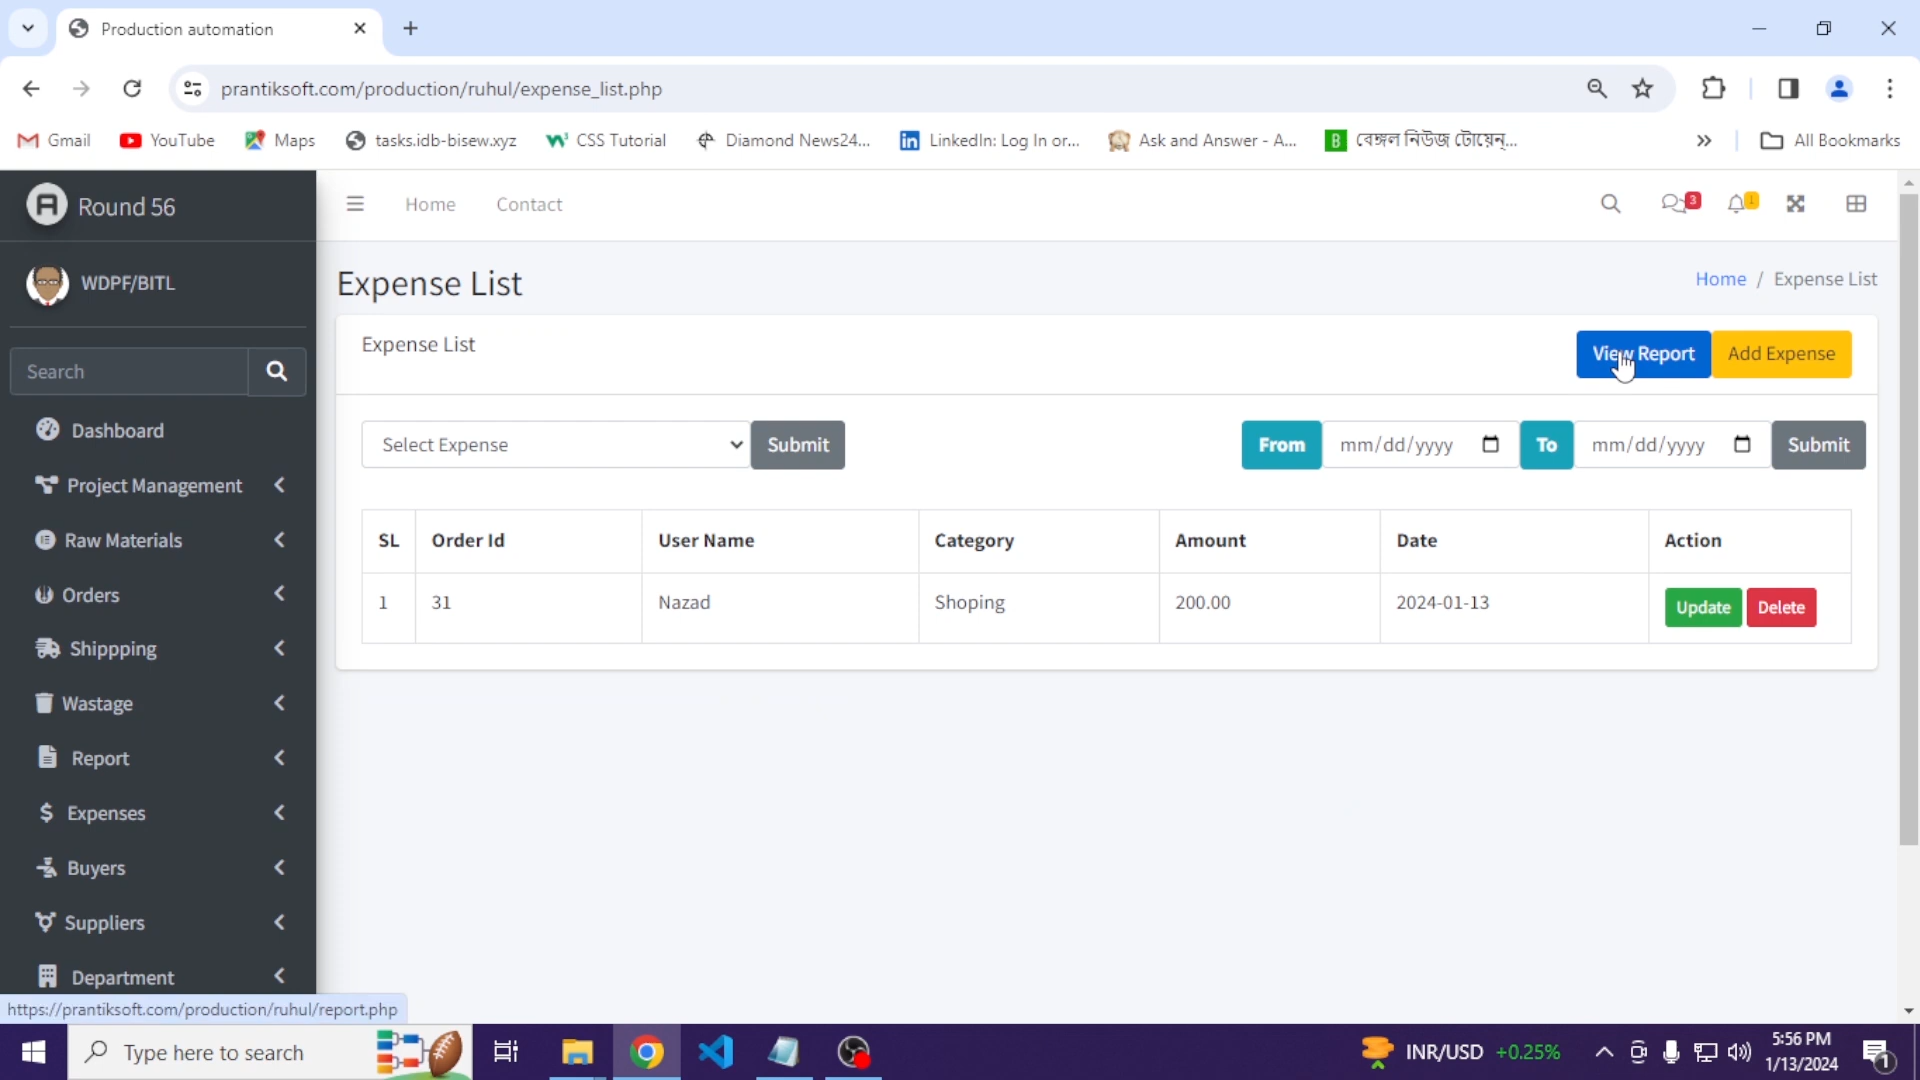 Production automation
prantiksoft.com/production/ruhul/expense_list.php
Gmail YouTube Maps tasks.idb-bisew.xyz CSS Tutorial Diamond News24... LinkedIn: Log In or... Ask and Answer - A... B বেঙ্গল নিউজ টোয়েন্... All Bookmarks
Round 56
Home Contact
3
1
WDPF/BITL
Expense List
Home / Expense List
Search
Expense List
View Report Add Expense
Select Expense Submit From mm/dd/yyyy To mm/dd/yyyy Submit
SL Order Id User Name Category Amount Date Action
1 31 Nazad Shoping 200.00 2024-01-13 Update Delete
Dashboard
Project Management
Raw Materials
Orders
Shippping
Wastage
Report
Expenses
Buyers
Suppliers
Department
https://prantiksoft.com/production/ruhul/report.php
Type here to search
INR/USD +0.25%
5:56 PM
1/13/2024
1